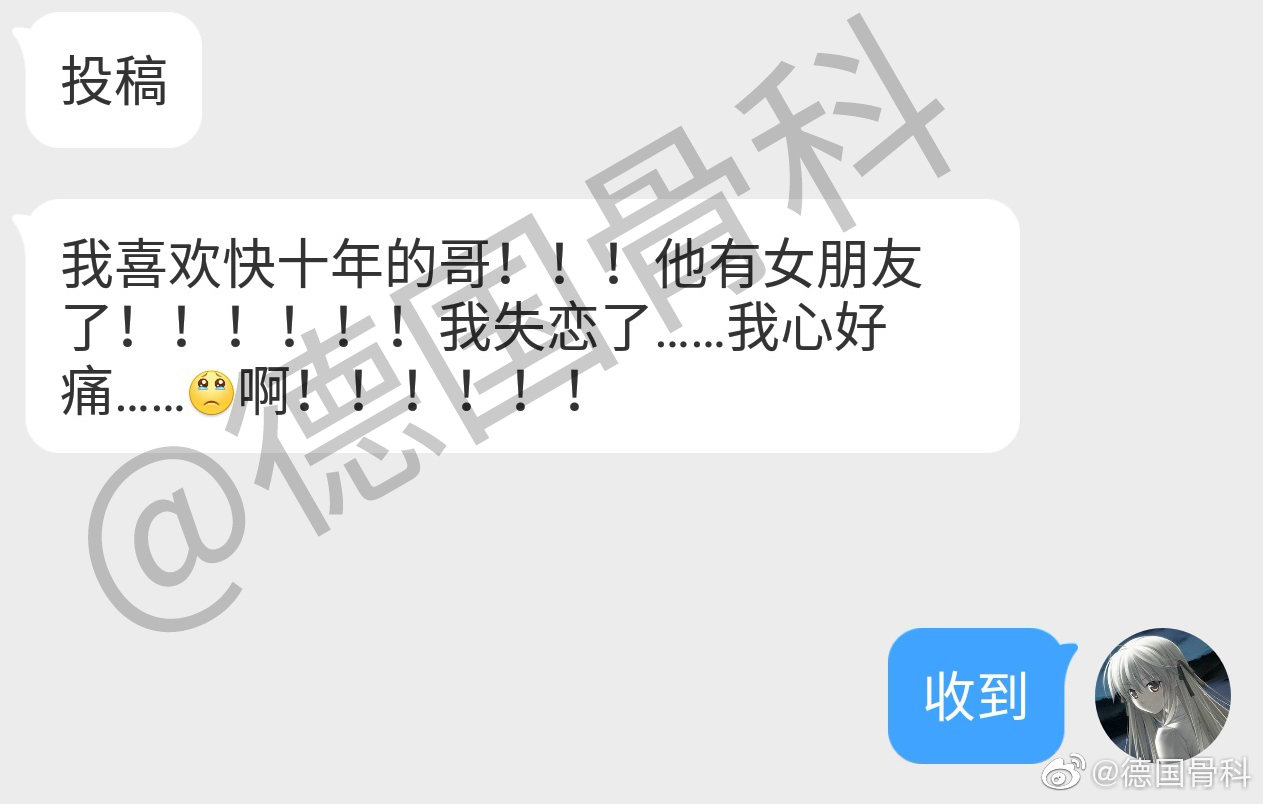 投稿
我喜欢快十年的哥！！！他有女朋友
了！！！！！！我失恋了……我心好
痛……🥺啊！！！！！！
@德国骨科
收到
@德国骨科